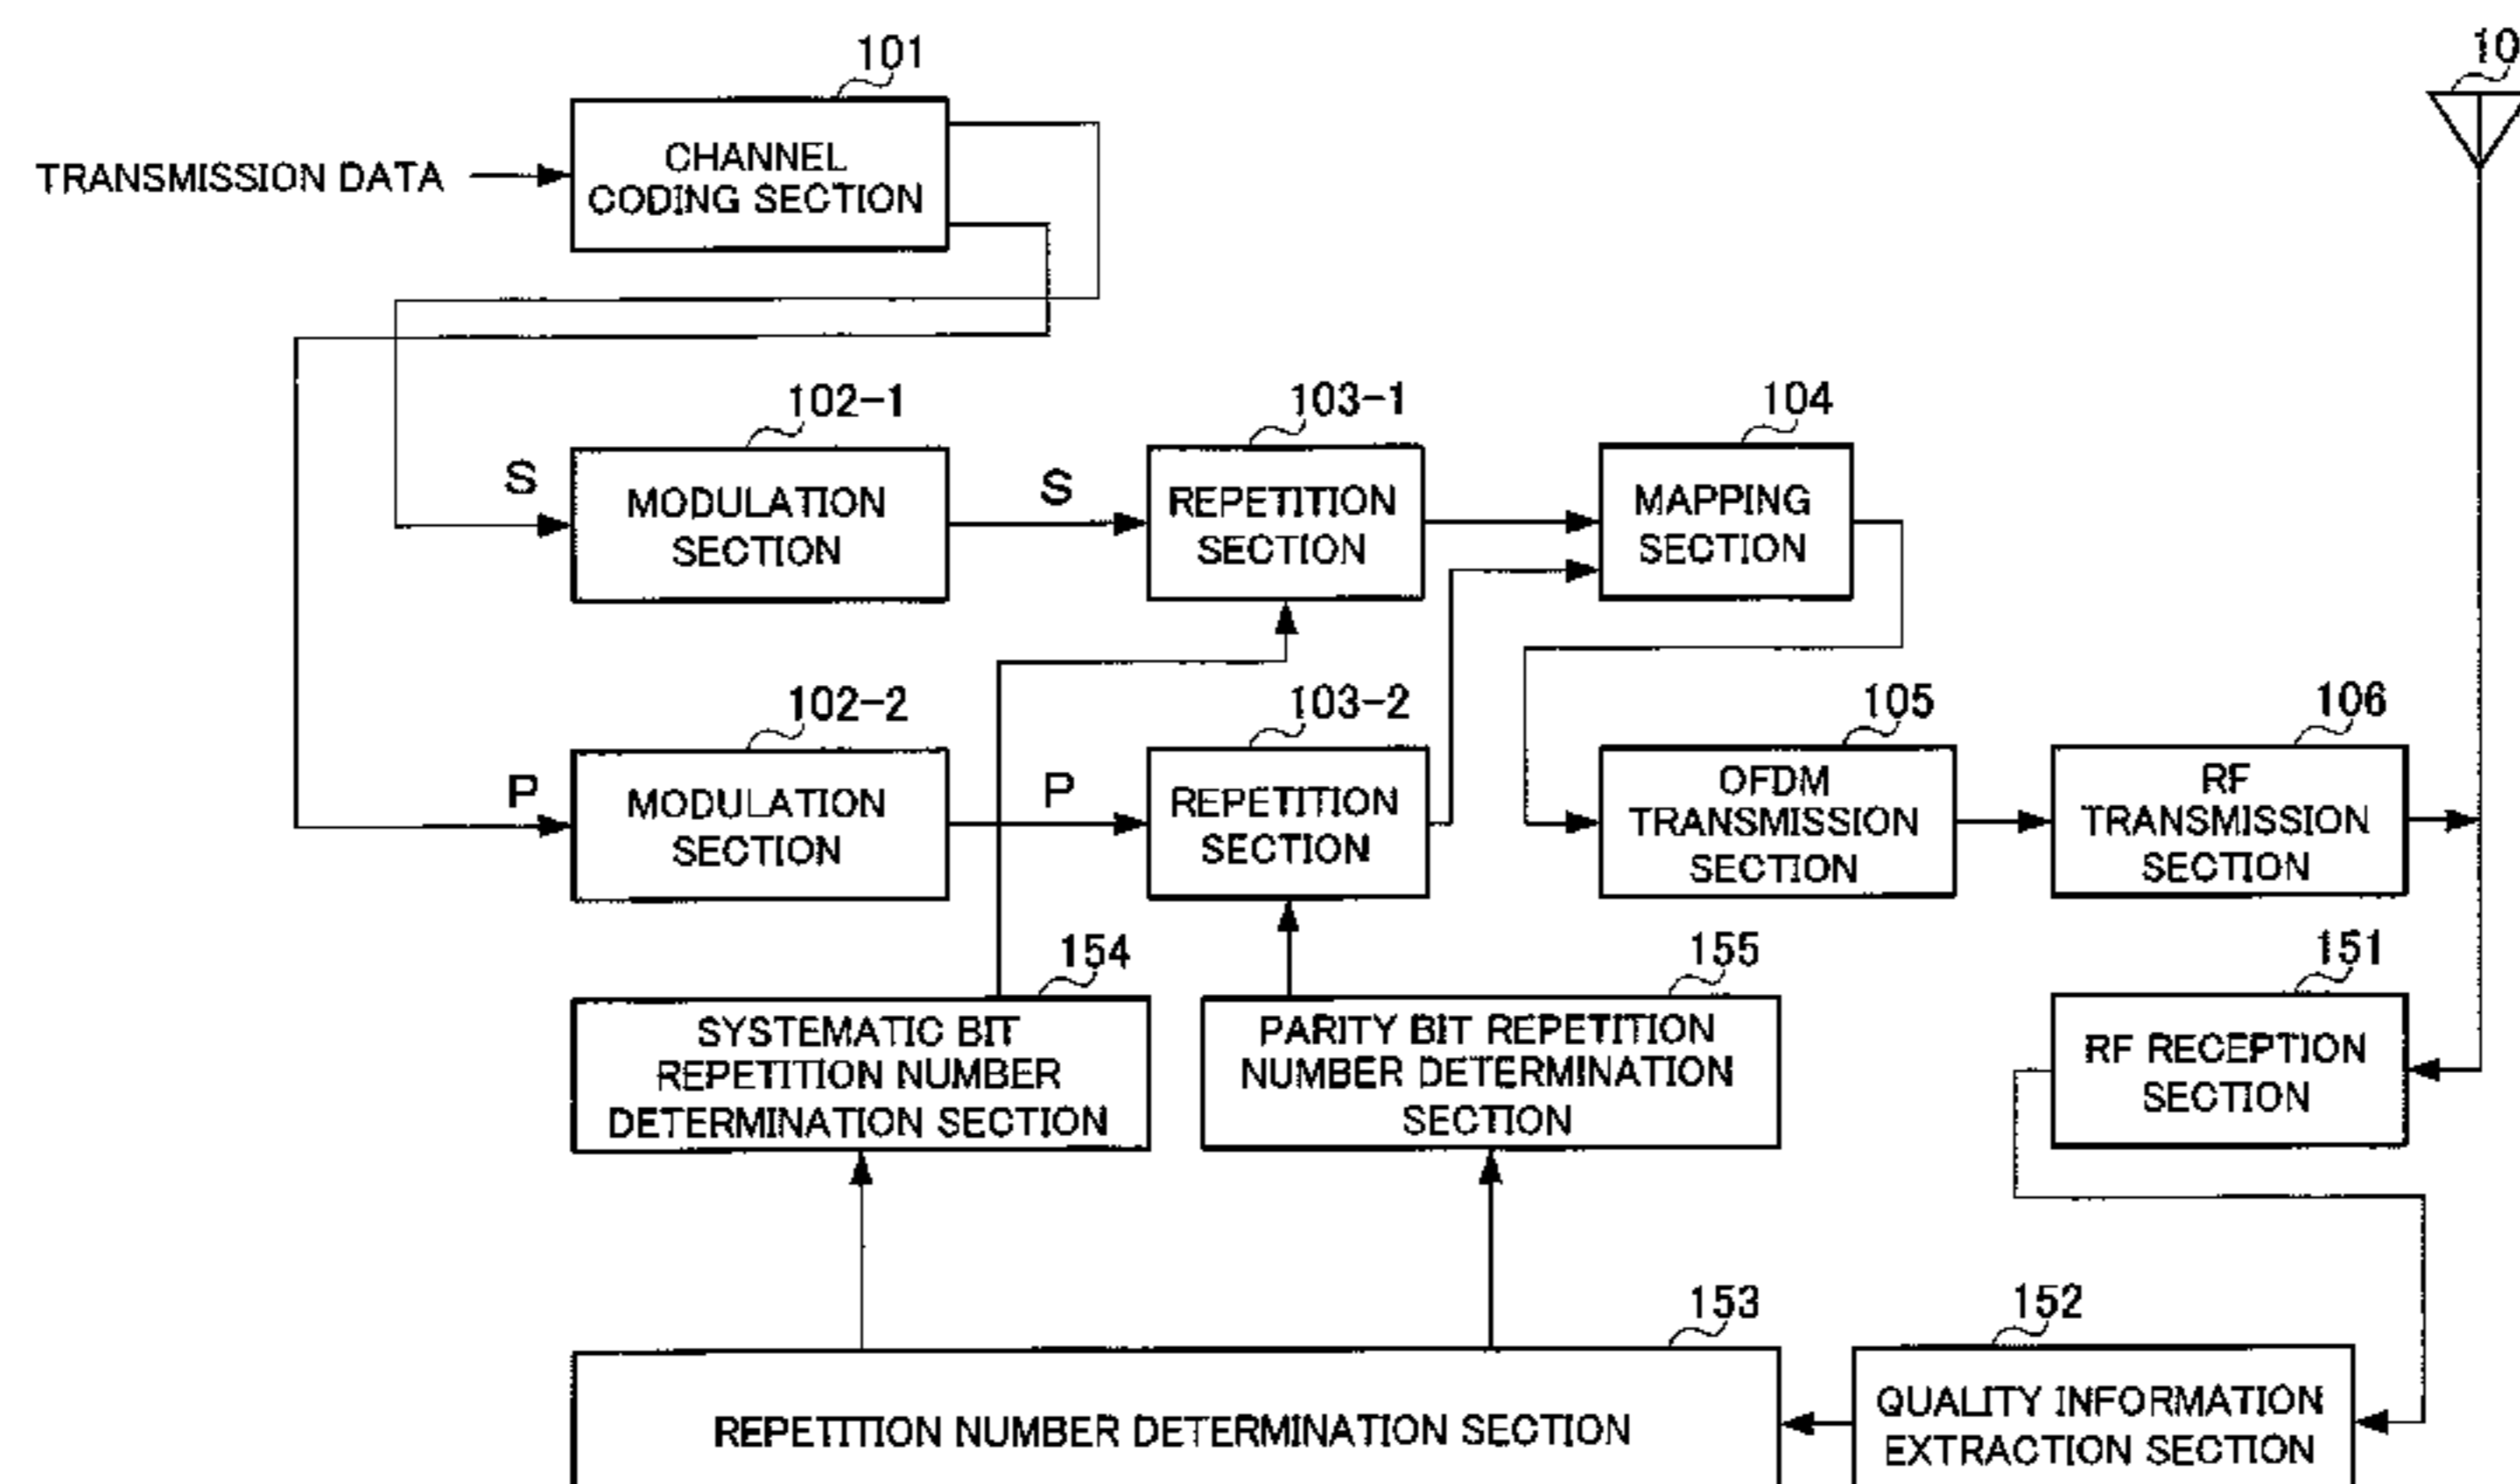 101
10
TRANSMISSION DATA
CHANNEL
CODING SECTION
102-1
103-1
104
S
MODULATION
SECTION
S
REPETITION
SECTION
MAPPING
SECTION
102-2
103-2
105
106
P
MODULATION
SECTION
P
REPETITION
SECTION
OFDM
TRANSMISSION
SECTION
RF
TRANSMISSION
SECTION
154
155
151
SYSTEMATIC BIT
REPETITION NUMBER
DETERMINATION SECTION
PARITY BIT REPETITION
NUMBER DETERMINATION
SECTION
RF RECEPTION
SECTION
153
152
REPETITION NUMBER DETERMINATION SECTION
QUALITY INFORMATION
EXTRACTION SECTION